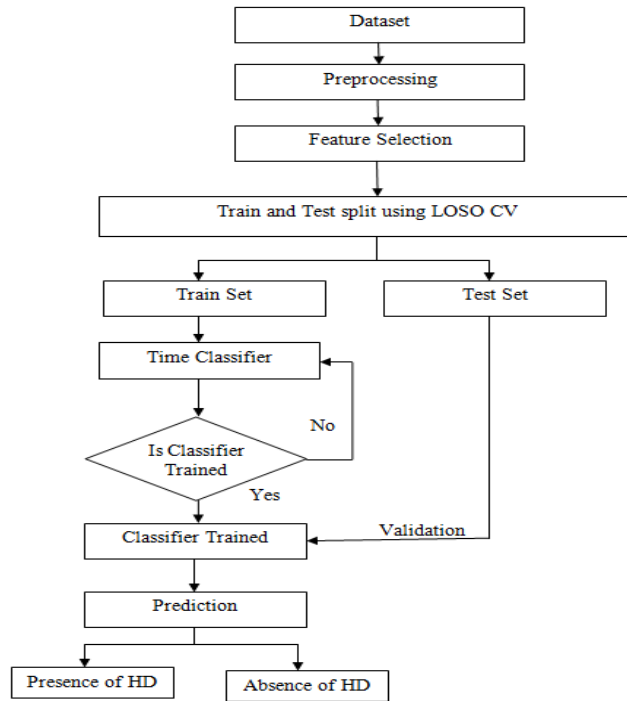 Dataset
Preprocessing
Feature Selection
Train and Test split using LOSO CV
Train Set
Test Set
Time Classifier
No
Is Classifier
Trained
Yes
Classifier Trained
Validation
Prediction
Presence of HD
Absence of HD